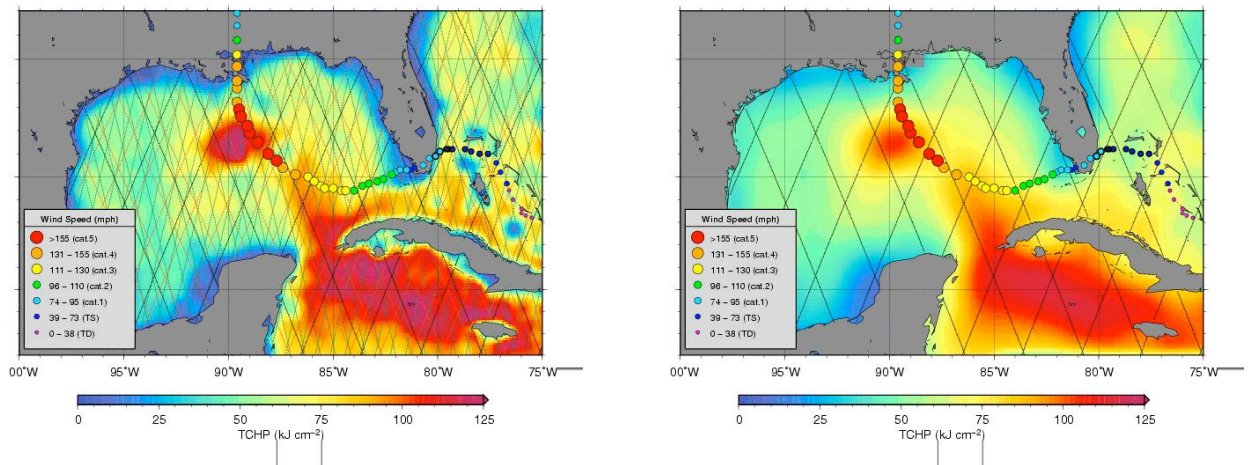 Wind Speed (mph)
>155 (cat.5)
131 – 155 (cat.4)
111 – 130 (cat.3)
96 – 110 (cat.2)
74 – 95 (cat.1)
39 – 73 (TS)
0 – 38 (TD)
00°W 95°W 90°W 85°W 80°W 75°W
0 25 50 75 100 125
TCHP (kJ cm⁻²)
Wind Speed (mph)
>155 (cat.5)
131 – 155 (cat.4)
111 – 130 (cat.3)
96 – 110 (cat.2)
74 – 95 (cat.1)
39 – 73 (TS)
0 – 38 (TD)
00°W 95°W 90°W 85°W 80°W 75°W
0 25 50 75 100 125
TCHP (kJ cm⁻²)